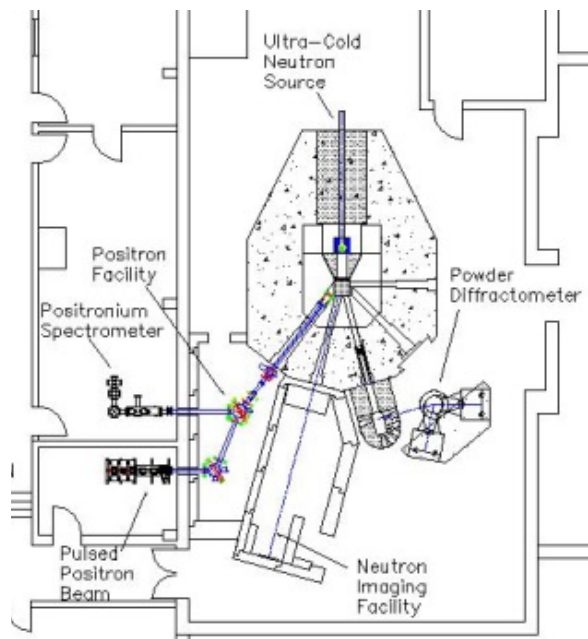 Ultra-Cold
Neutron
Source
Positron
Facility
Powder
Diffractometer
Positronium
Spectrometer
Pulsed
Positron
Beam
Neutron
Imaging
Facility